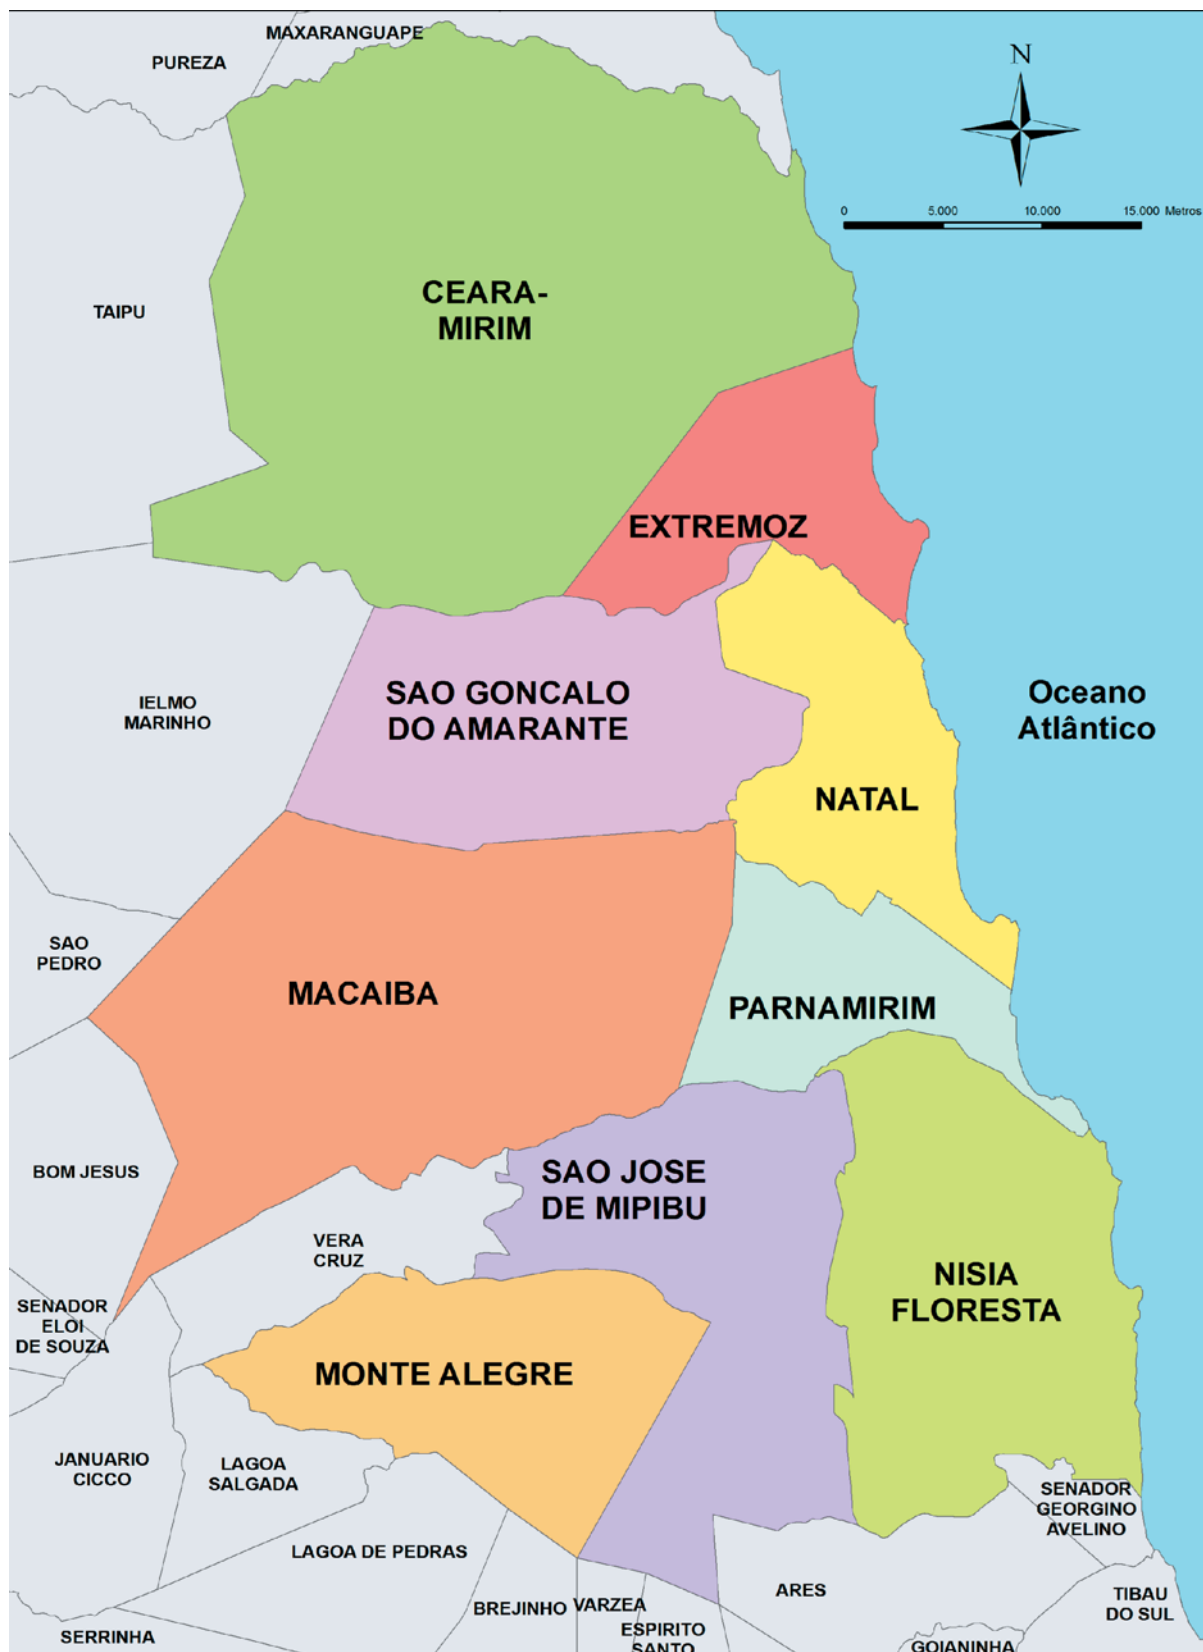 MAXARANGUAPE
PUREZA
N
0 5.000 10.000 15.000 Metros
CEARA-
MIRIM
TAIPU
EXTREMOZ
SAO GONCALO
DO AMARANTE
IELMO
MARINHO
Oceano
Atlântico
NATAL
SAO
PEDRO
MACAIBA
PARNAMIRIM
BOM JESUS
SAO JOSE
DE MIPIBU
VERA
CRUZ
NISIA
FLORESTA
SENADOR
ELOI
DE SOUZA
MONTE ALEGRE
JANUARIO
CICCO
LAGOA
SALGADA
SENADOR
GEORGINO
AVELINO
LAGOA DE PEDRAS
ARES
TIBAU
DO SUL
BREJINHO
VARZEA
ESPIRITO
SANTO
SERRINHA
GOIANINHA